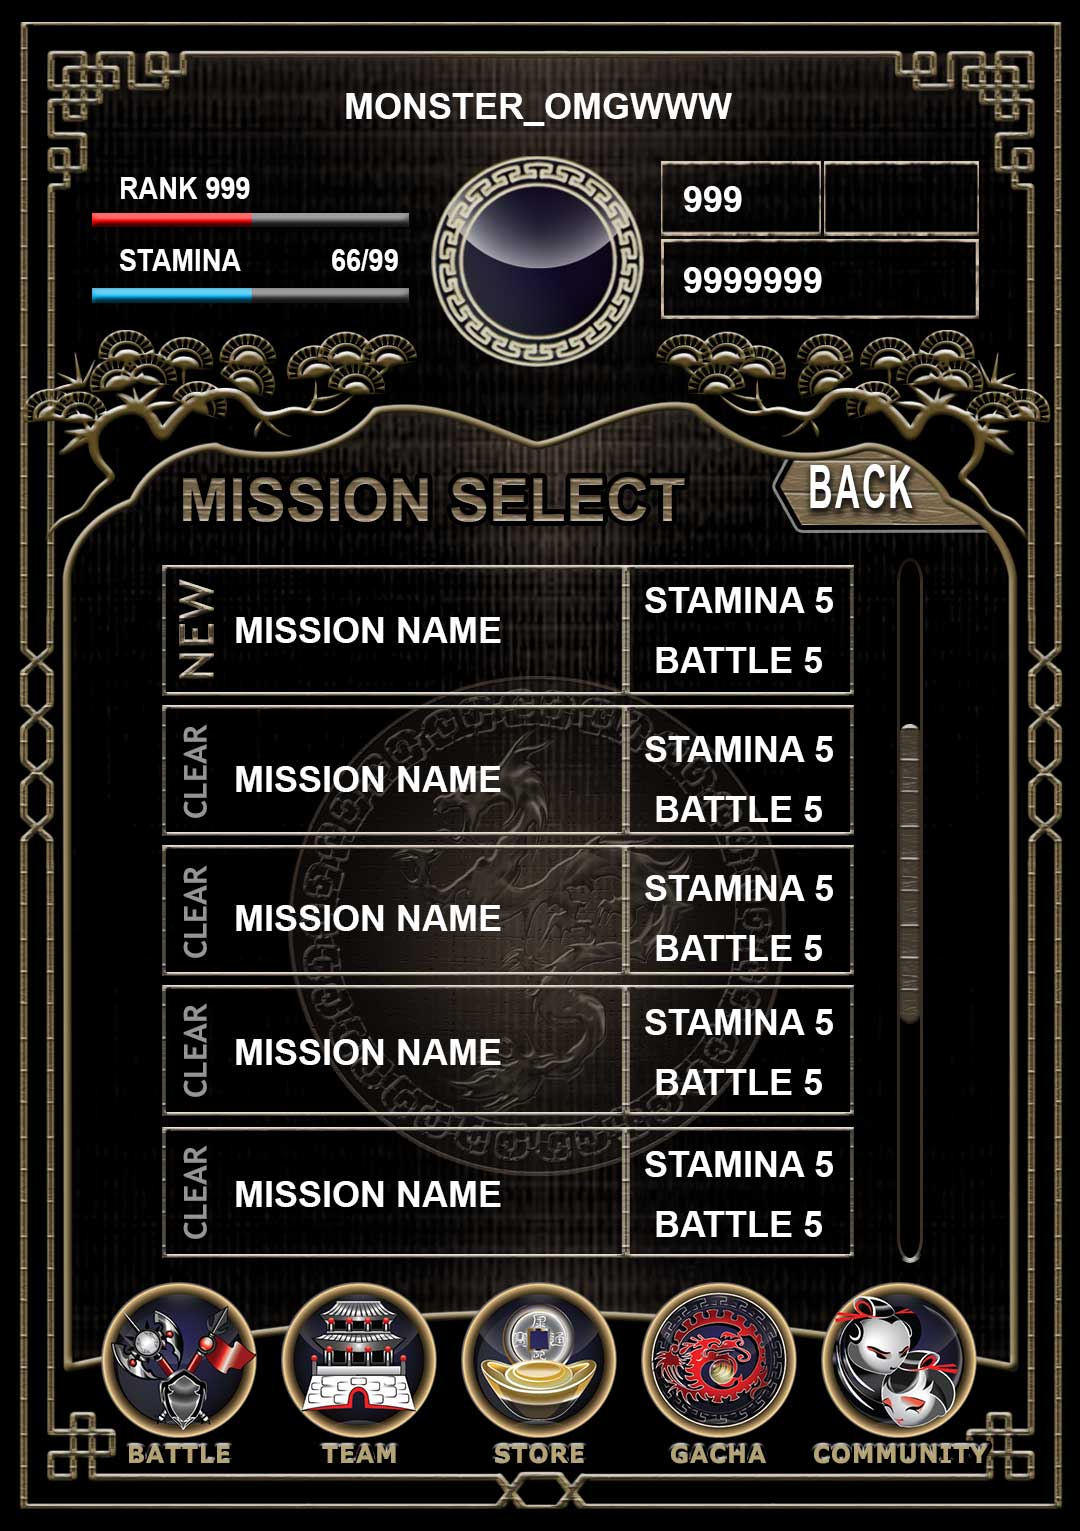 MONSTER_OMGWWW
RANK 999
STAMINA 66/99
999
9999999
MISSION SELECT
BACK
NEW
MISSION NAME
STAMINA 5
BATTLE 5
CLEAR
MISSION NAME
STAMINA 5
BATTLE 5
CLEAR
MISSION NAME
STAMINA 5
BATTLE 5
CLEAR
MISSION NAME
STAMINA 5
BATTLE 5
CLEAR
MISSION NAME
STAMINA 5
BATTLE 5
BATTLE
TEAM
STORE
GACHA
COMMUNITY